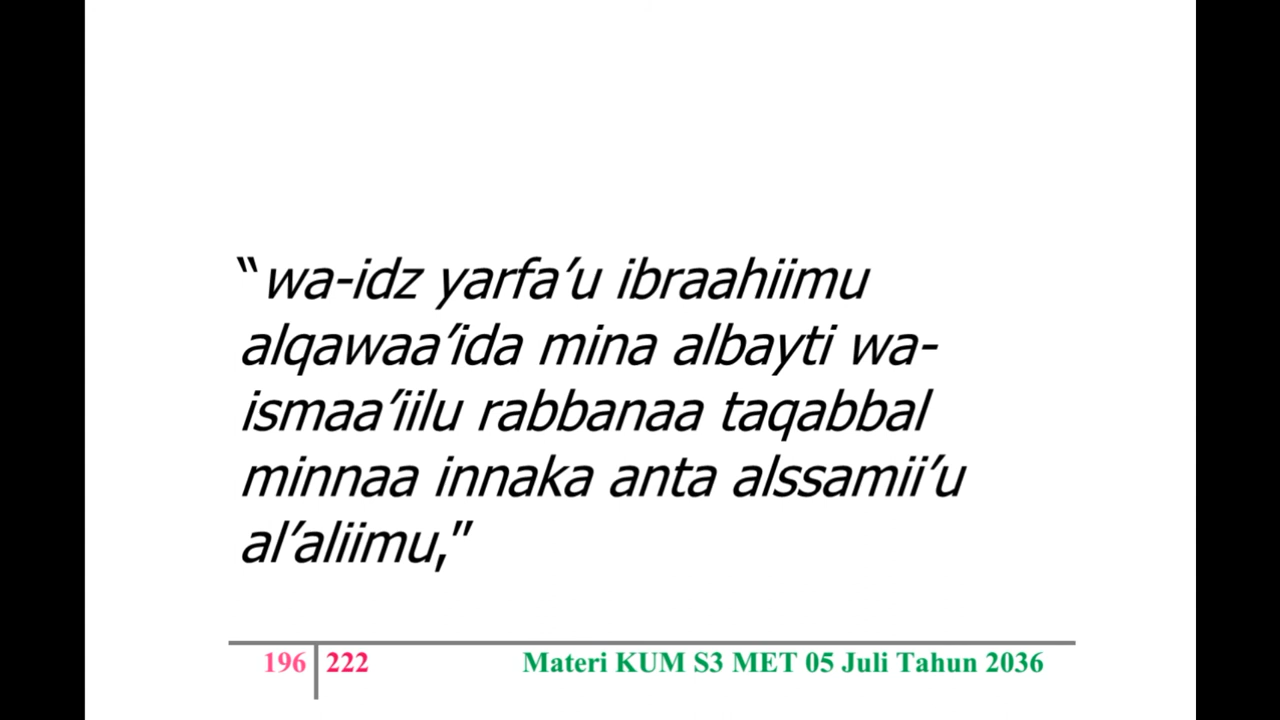 “wa-idz yarfa’u ibraahiimu
alqawaa’ida mina albayti wa-
ismaa’iilu rabbanaa taqabbal
minnaa innaka anta alssamii’u
al’aliimu,”
196 222 Materi KUM S3 MET 05 Juli Tahun 2036